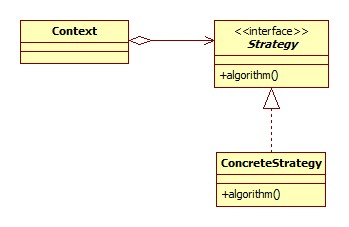 Context
<<interface>>
Strategy
+algorithm()
ConcreteStrategy
+algorithm()